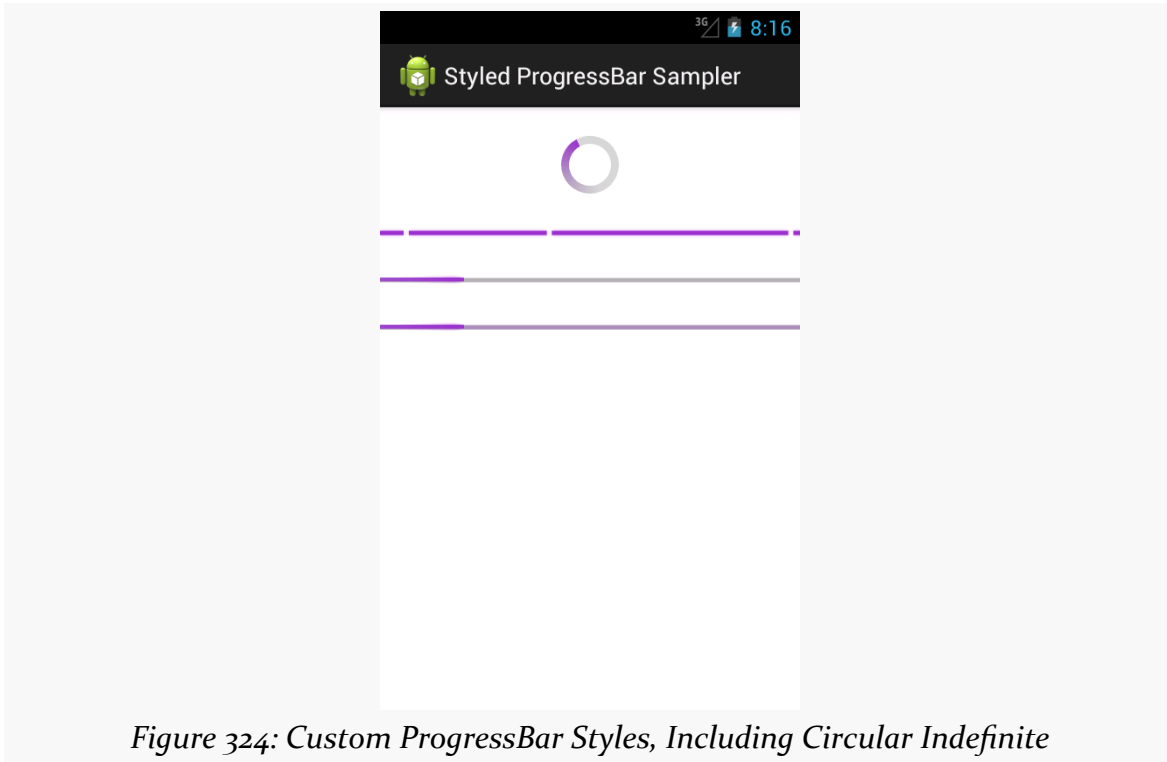 3G 8:16
Styled ProgressBar Sampler
Figure 324: Custom ProgressBar Styles, Including Circular Indefinite